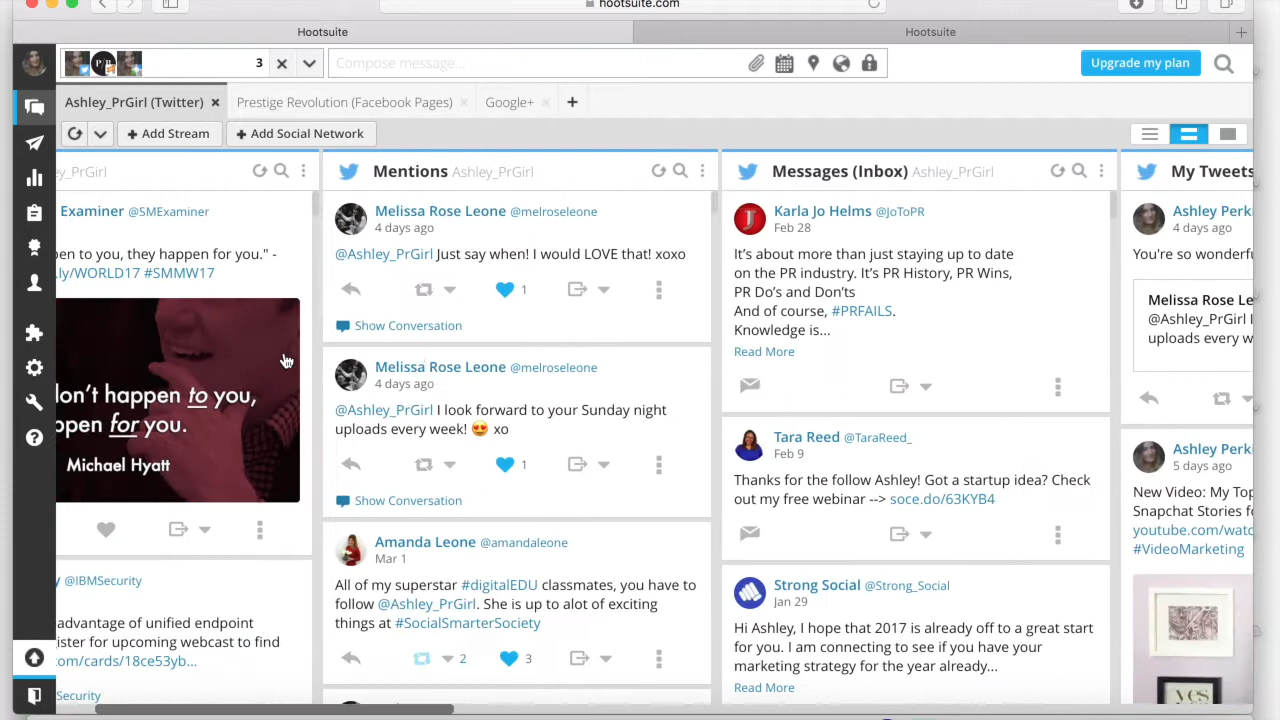 hootsuite.com
Hootsuite
Hootsuite
3
Compose message...
Upgrade my plan
Ashley_PrGirl (Twitter)
Prestige Revolution (Facebook Pages)
Google+
Add Stream
Add Social Network
ey_PrGirl
Examiner @SMExaminer
en to you, they happen for you." -
.ly/WORLD17 #SMMW17
don't happen to you,
ppen for you.
Michael Hyatt
y @IBMSecurity
advantage of unified endpoint
ister for upcoming webcast to find
com/cards/18ce53yb...
Security
Mentions Ashley_PrGirl
Melissa Rose Leone @melroseleone
4 days ago
@Ashley_PrGirl Just say when! I would LOVE that! xoxo
1
Show Conversation
Melissa Rose Leone @melroseleone
4 days ago
@Ashley_PrGirl I look forward to your Sunday night
uploads every week! 😍 xo
1
Show Conversation
Amanda Leone @amandaleone
Mar 1
All of my superstar #digitalEDU classmates, you have to
follow @Ashley_PrGirl. She is up to alot of exciting
things at #SocialSmarterSociety
2
3
Messages (Inbox) Ashley_PrGirl
Karla Jo Helms @JoToPR
Feb 28
It's about more than just staying up to date
on the PR industry. It's PR History, PR Wins,
PR Do's and Don'ts
And of course, #PRFAILS.
Knowledge is...
Read More
Tara Reed @TaraReed_
Feb 9
Thanks for the follow Ashley! Got a startup idea? Check
out my free webinar --> soce.do/63KYB4
Strong Social @Strong_Social
Jan 29
Hi Ashley, I hope that 2017 is already off to a great start
for you. I am connecting to see if you have your
marketing strategy for the year already...
Read More
My Tweets
Ashley Perki
4 days ago
You're so wonderfu
Melissa Rose Le
@Ashley_PrGirl I
uploads every w
Ashley Perki
5 days ago
New Video: My Top
Snapchat Stories fo
youtube.com/watc
#VideoMarketing
YES